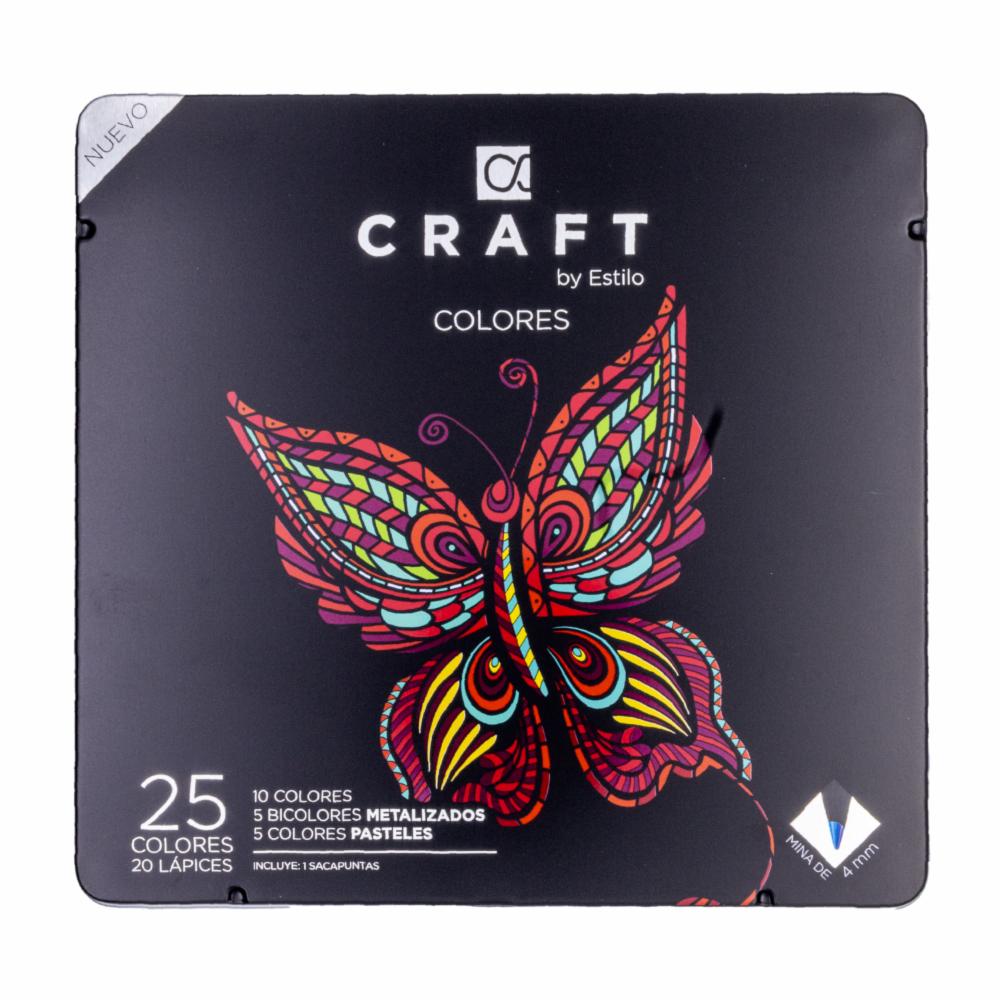 NUEVO
CRAFT
by Estilo
COLORES
25
COLORES
20 LÁPICES
10 COLORES
5 BICOLORES METALIZADOS
5 COLORES PASTELES
INCLUYE: 1 SACAPUNTAS
MINA DE 4 mm